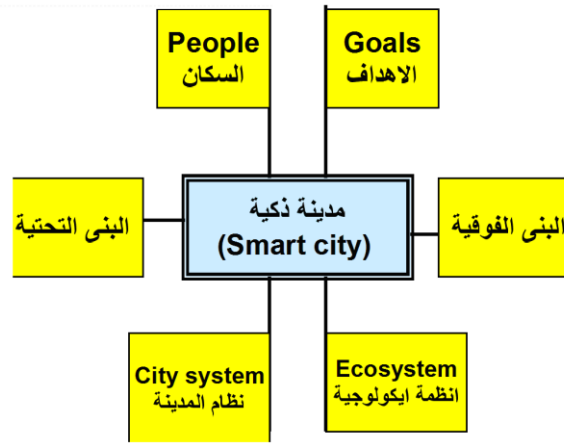 People
السكان
Goals
الاهداف
البنى التحتية
مدينة ذكية
(Smart city)
البنى الفوقية
City system
نظام المدينة
Ecosystem
انظمة ايكولوجية